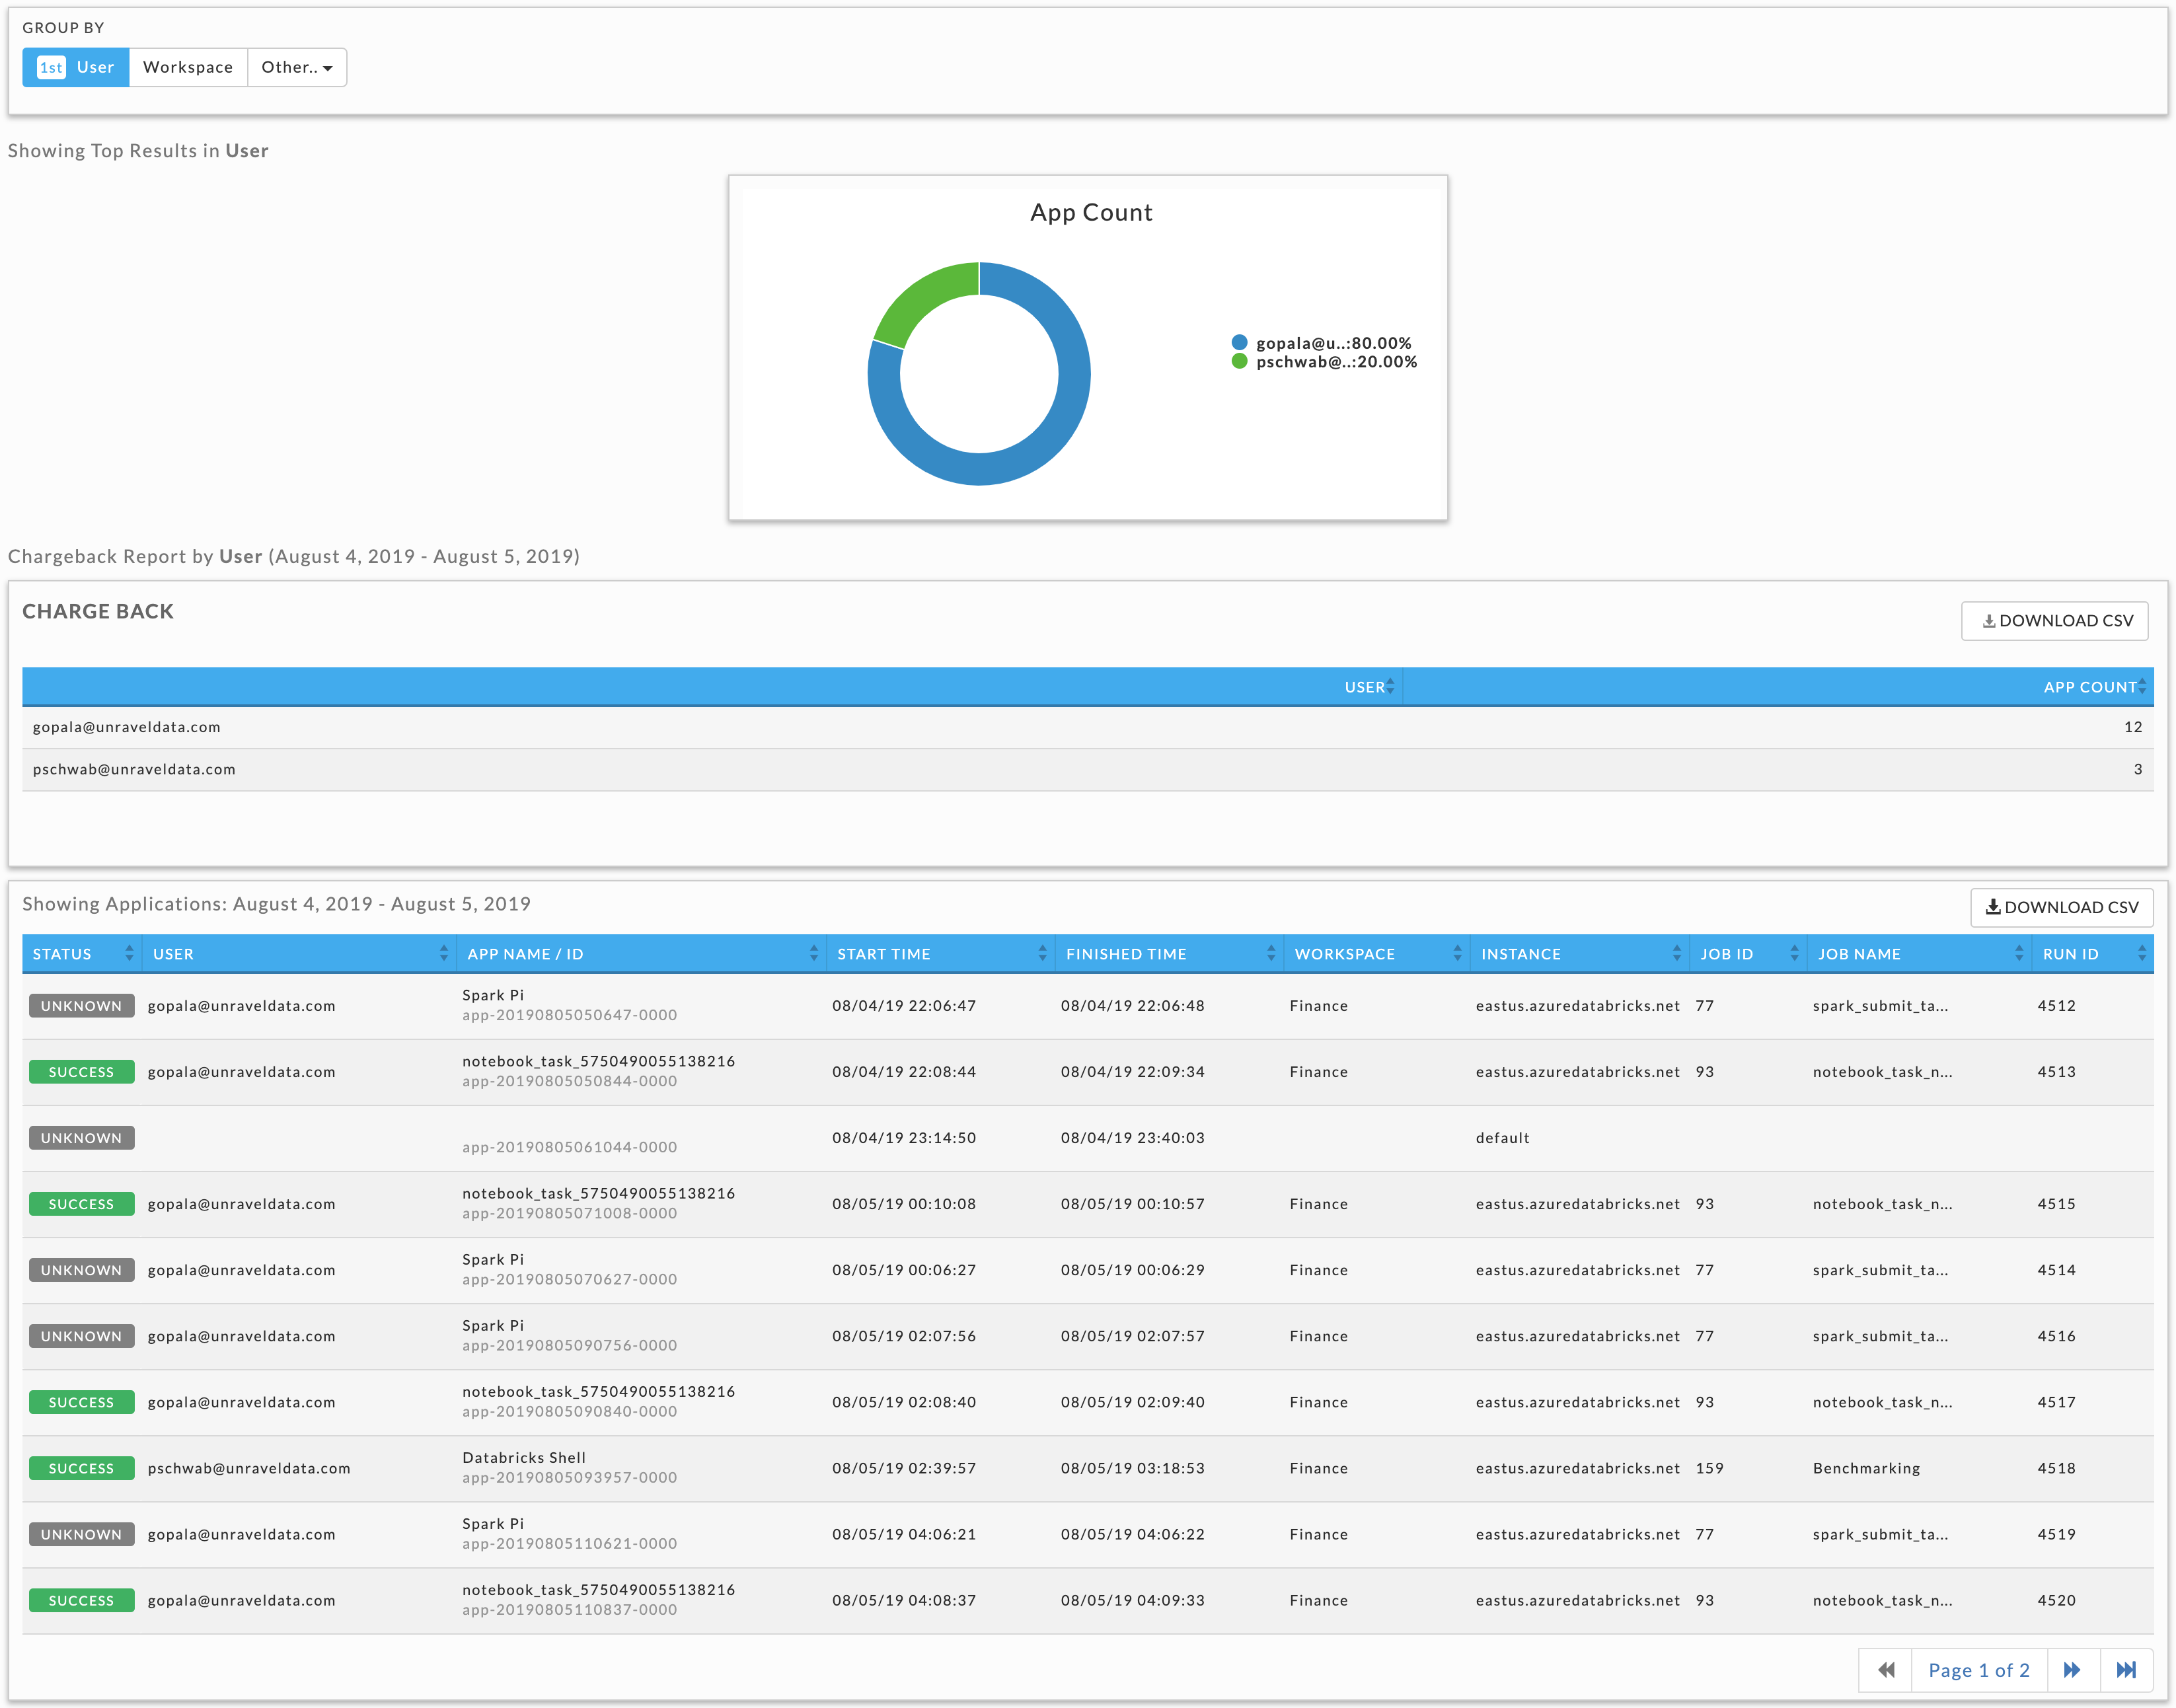 GROUP BY
1st User Workspace Other..
Showing Top Results in User
App Count
gopala@u..:80.00%
pschwab@..:20.00%
Chargeback Report by User (August 4, 2019 - August 5, 2019)
CHARGE BACK
DOWNLOAD CSV
USER APP COUNT
gopala@unraveldata.com 12
pschwab@unraveldata.com 3
Showing Applications: August 4, 2019 - August 5, 2019
DOWNLOAD CSV
STATUS USER APP NAME / ID START TIME FINISHED TIME WORKSPACE INSTANCE JOB ID JOB NAME RUN ID
Spark Pi
UNKNOWN gopala@unraveldata.com 08/04/19 22:06:47 08/04/19 22:06:48 Finance eastus.azuredatabricks.net 77 spark_submit_ta... 4512
app-20190805050647-0000
notebook_task_5750490055138216
SUCCESS gopala@unraveldata.com 08/04/19 22:08:44 08/04/19 22:09:34 Finance eastus.azuredatabricks.net 93 notebook_task_n... 4513
app-20190805050844-0000
UNKNOWN 08/04/19 23:14:50 08/04/19 23:40:03 default
app-20190805061044-0000
notebook_task_5750490055138216
SUCCESS gopala@unraveldata.com 08/05/19 00:10:08 08/05/19 00:10:57 Finance eastus.azuredatabricks.net 93 notebook_task_n... 4515
app-20190805071008-0000
Spark Pi
UNKNOWN gopala@unraveldata.com 08/05/19 00:06:27 08/05/19 00:06:29 Finance eastus.azuredatabricks.net 77 spark_submit_ta... 4514
app-20190805070627-0000
Spark Pi
UNKNOWN gopala@unraveldata.com 08/05/19 02:07:56 08/05/19 02:07:57 Finance eastus.azuredatabricks.net 77 spark_submit_ta... 4516
app-20190805090756-0000
notebook_task_5750490055138216
SUCCESS gopala@unraveldata.com 08/05/19 02:08:40 08/05/19 02:09:40 Finance eastus.azuredatabricks.net 93 notebook_task_n... 4517
app-20190805090840-0000
Databricks Shell
SUCCESS pschwab@unraveldata.com 08/05/19 02:39:57 08/05/19 03:18:53 Finance eastus.azuredatabricks.net 159 Benchmarking 4518
app-20190805093957-0000
Spark Pi
UNKNOWN gopala@unraveldata.com 08/05/19 04:06:21 08/05/19 04:06:22 Finance eastus.azuredatabricks.net 77 spark_submit_ta... 4519
app-20190805110621-0000
notebook_task_5750490055138216
SUCCESS gopala@unraveldata.com 08/05/19 04:08:37 08/05/19 04:09:33 Finance eastus.azuredatabricks.net 93 notebook_task_n... 4520
app-20190805110837-0000
Page 1 of 2